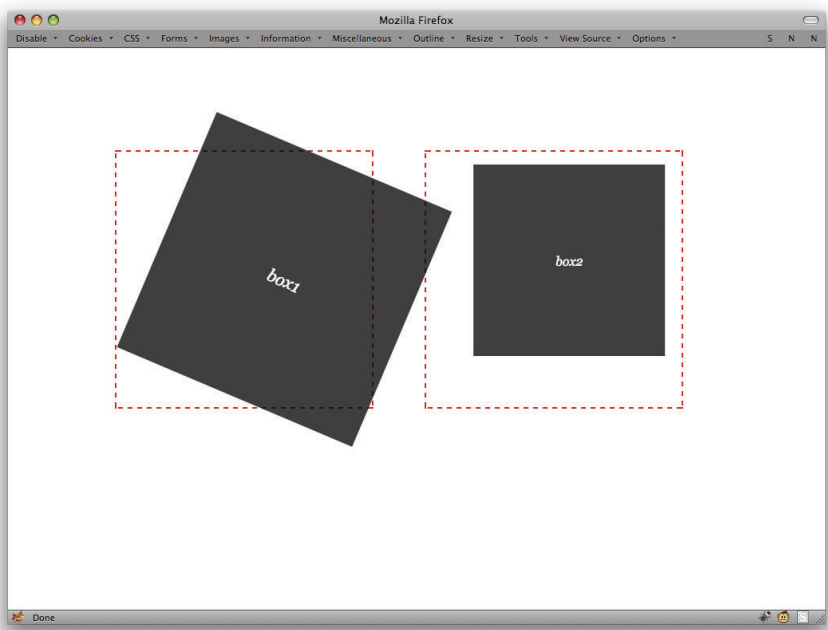 Mozilla Firefox
Disable Cookies CSS Forms Images Information Miscellaneous Outline Resize Tools View Source Options S N N
box1
box2
Done